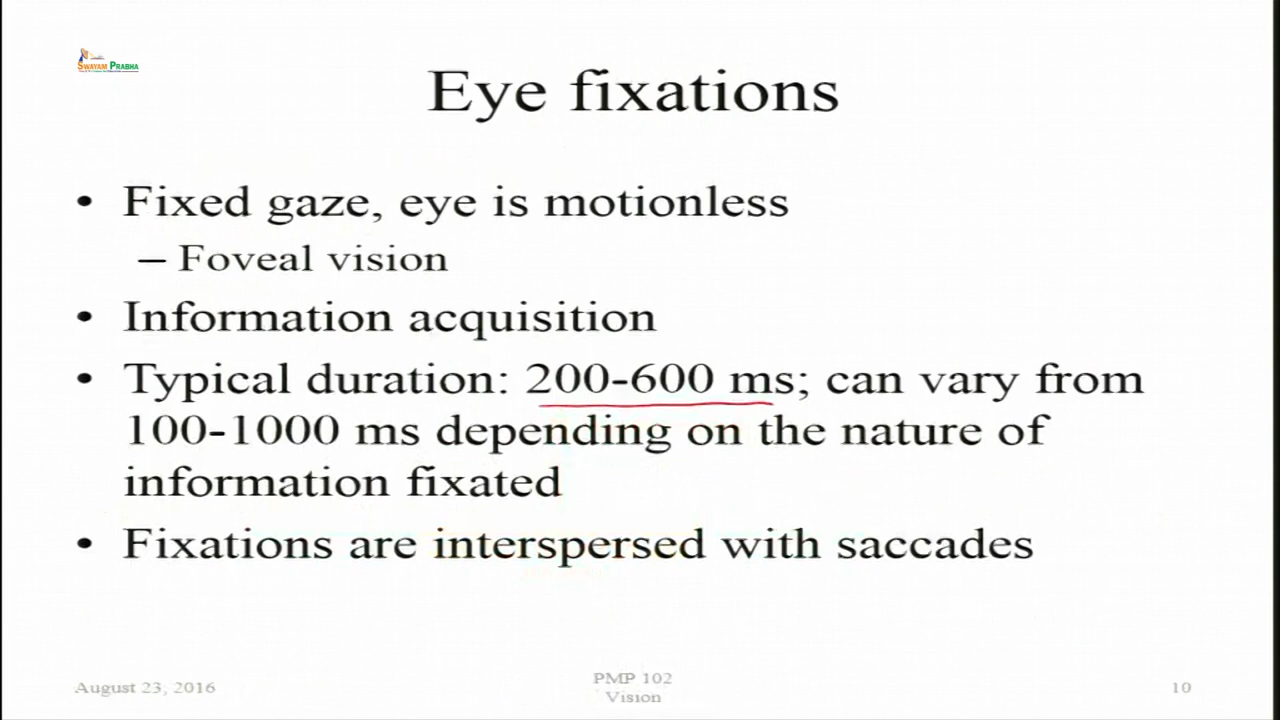 SWAYAM PRABHA
Eye fixations
• Fixed gaze, eye is motionless
– Foveal vision
• Information acquisition
• Typical duration: 200-600 ms; can vary from
100-1000 ms depending on the nature of
information fixated
• Fixations are interspersed with saccades
August 23, 2016
PMP 102
Vision
10